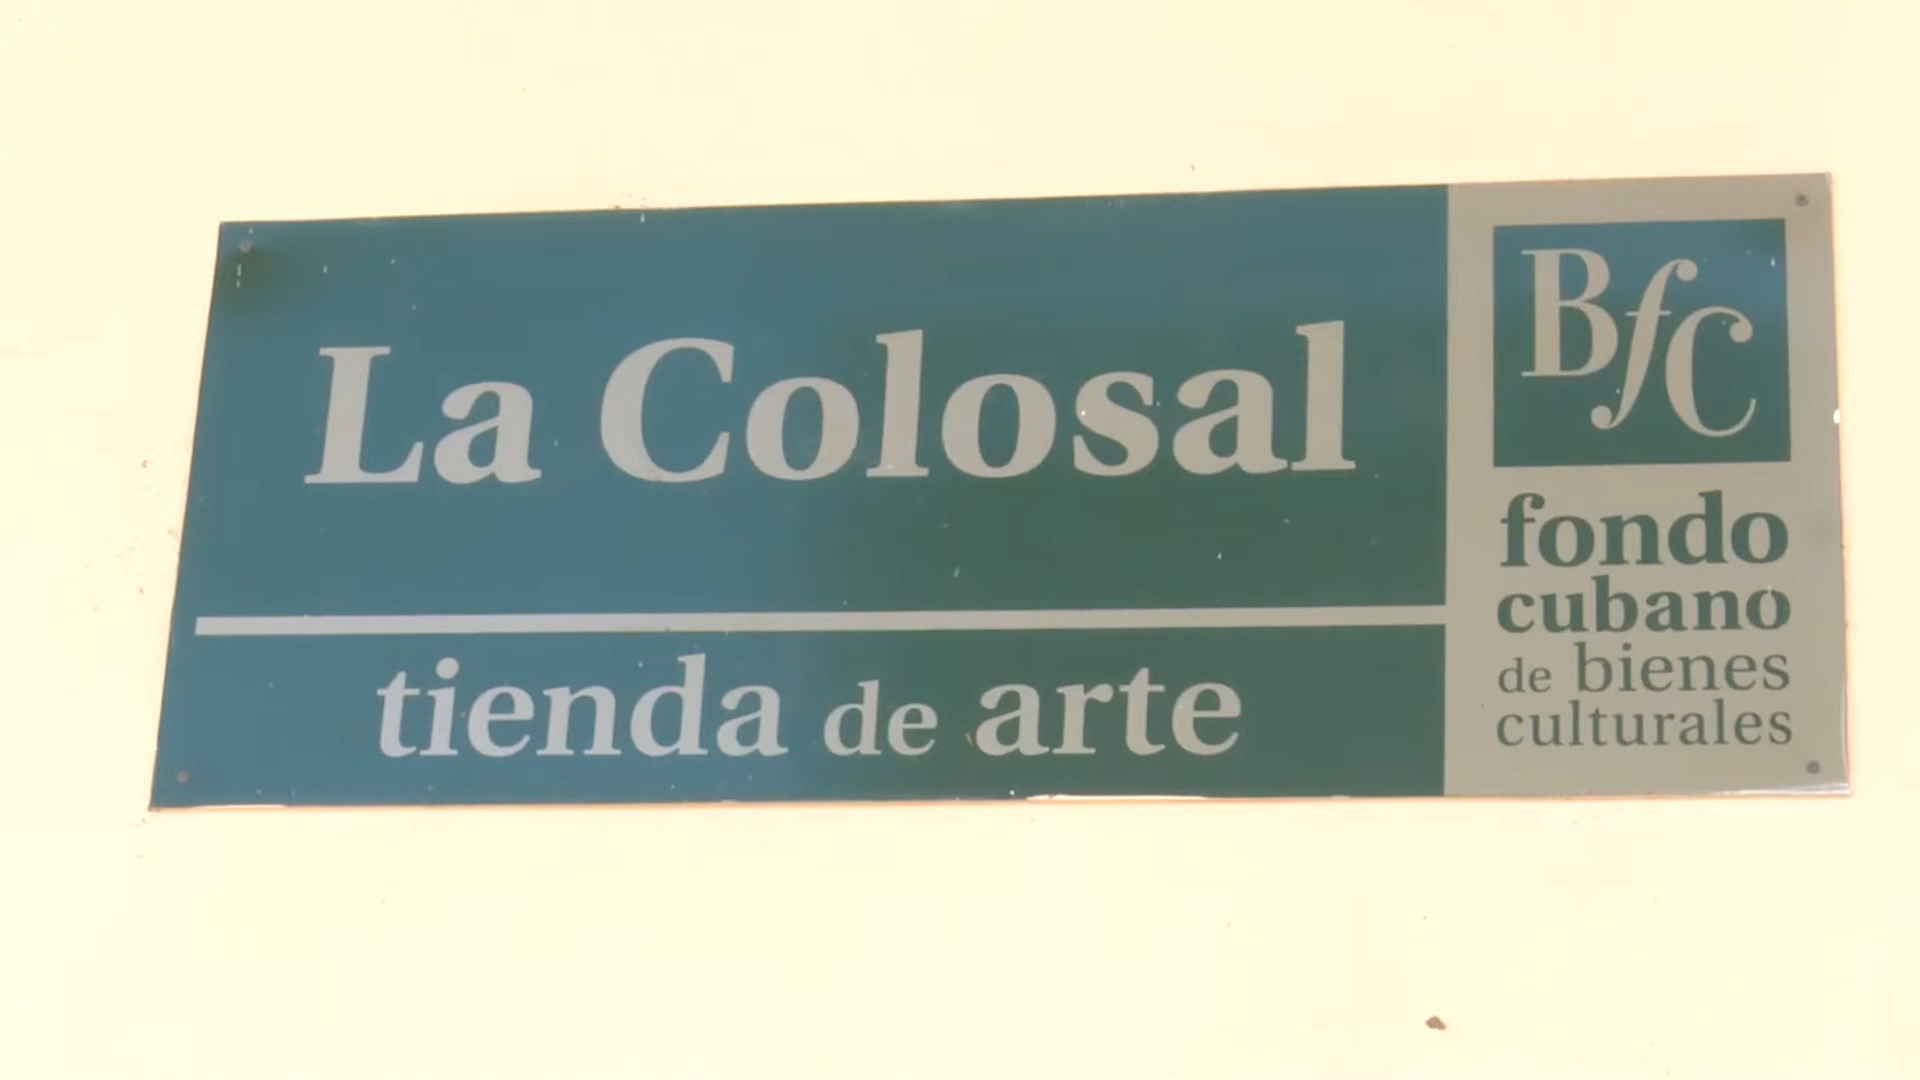 La Colosal
tienda de arte
BfC
fondo
cubano
de bienes
culturales